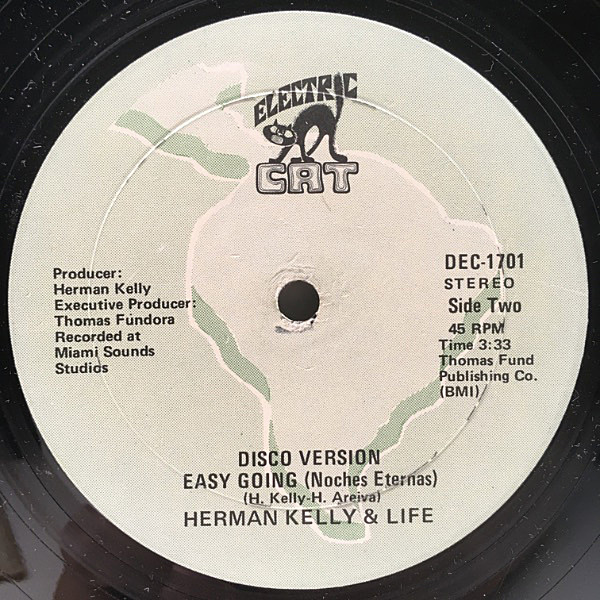 ELECTRIC
CAT
Producer:
Herman Kelly
Executive Producer:
Thomas Fundora
Recorded at
Miami Sounds
Studios
DEC-1701
STEREO
Side Two
45 RPM
Time 3:33
Thomas Fund
Publishing Co.
(BMI)
DISCO VERSION
EASY GOING (Noches Eternas)
(H. Kelly-H. Areiva)
HERMAN KELLY & LIFE